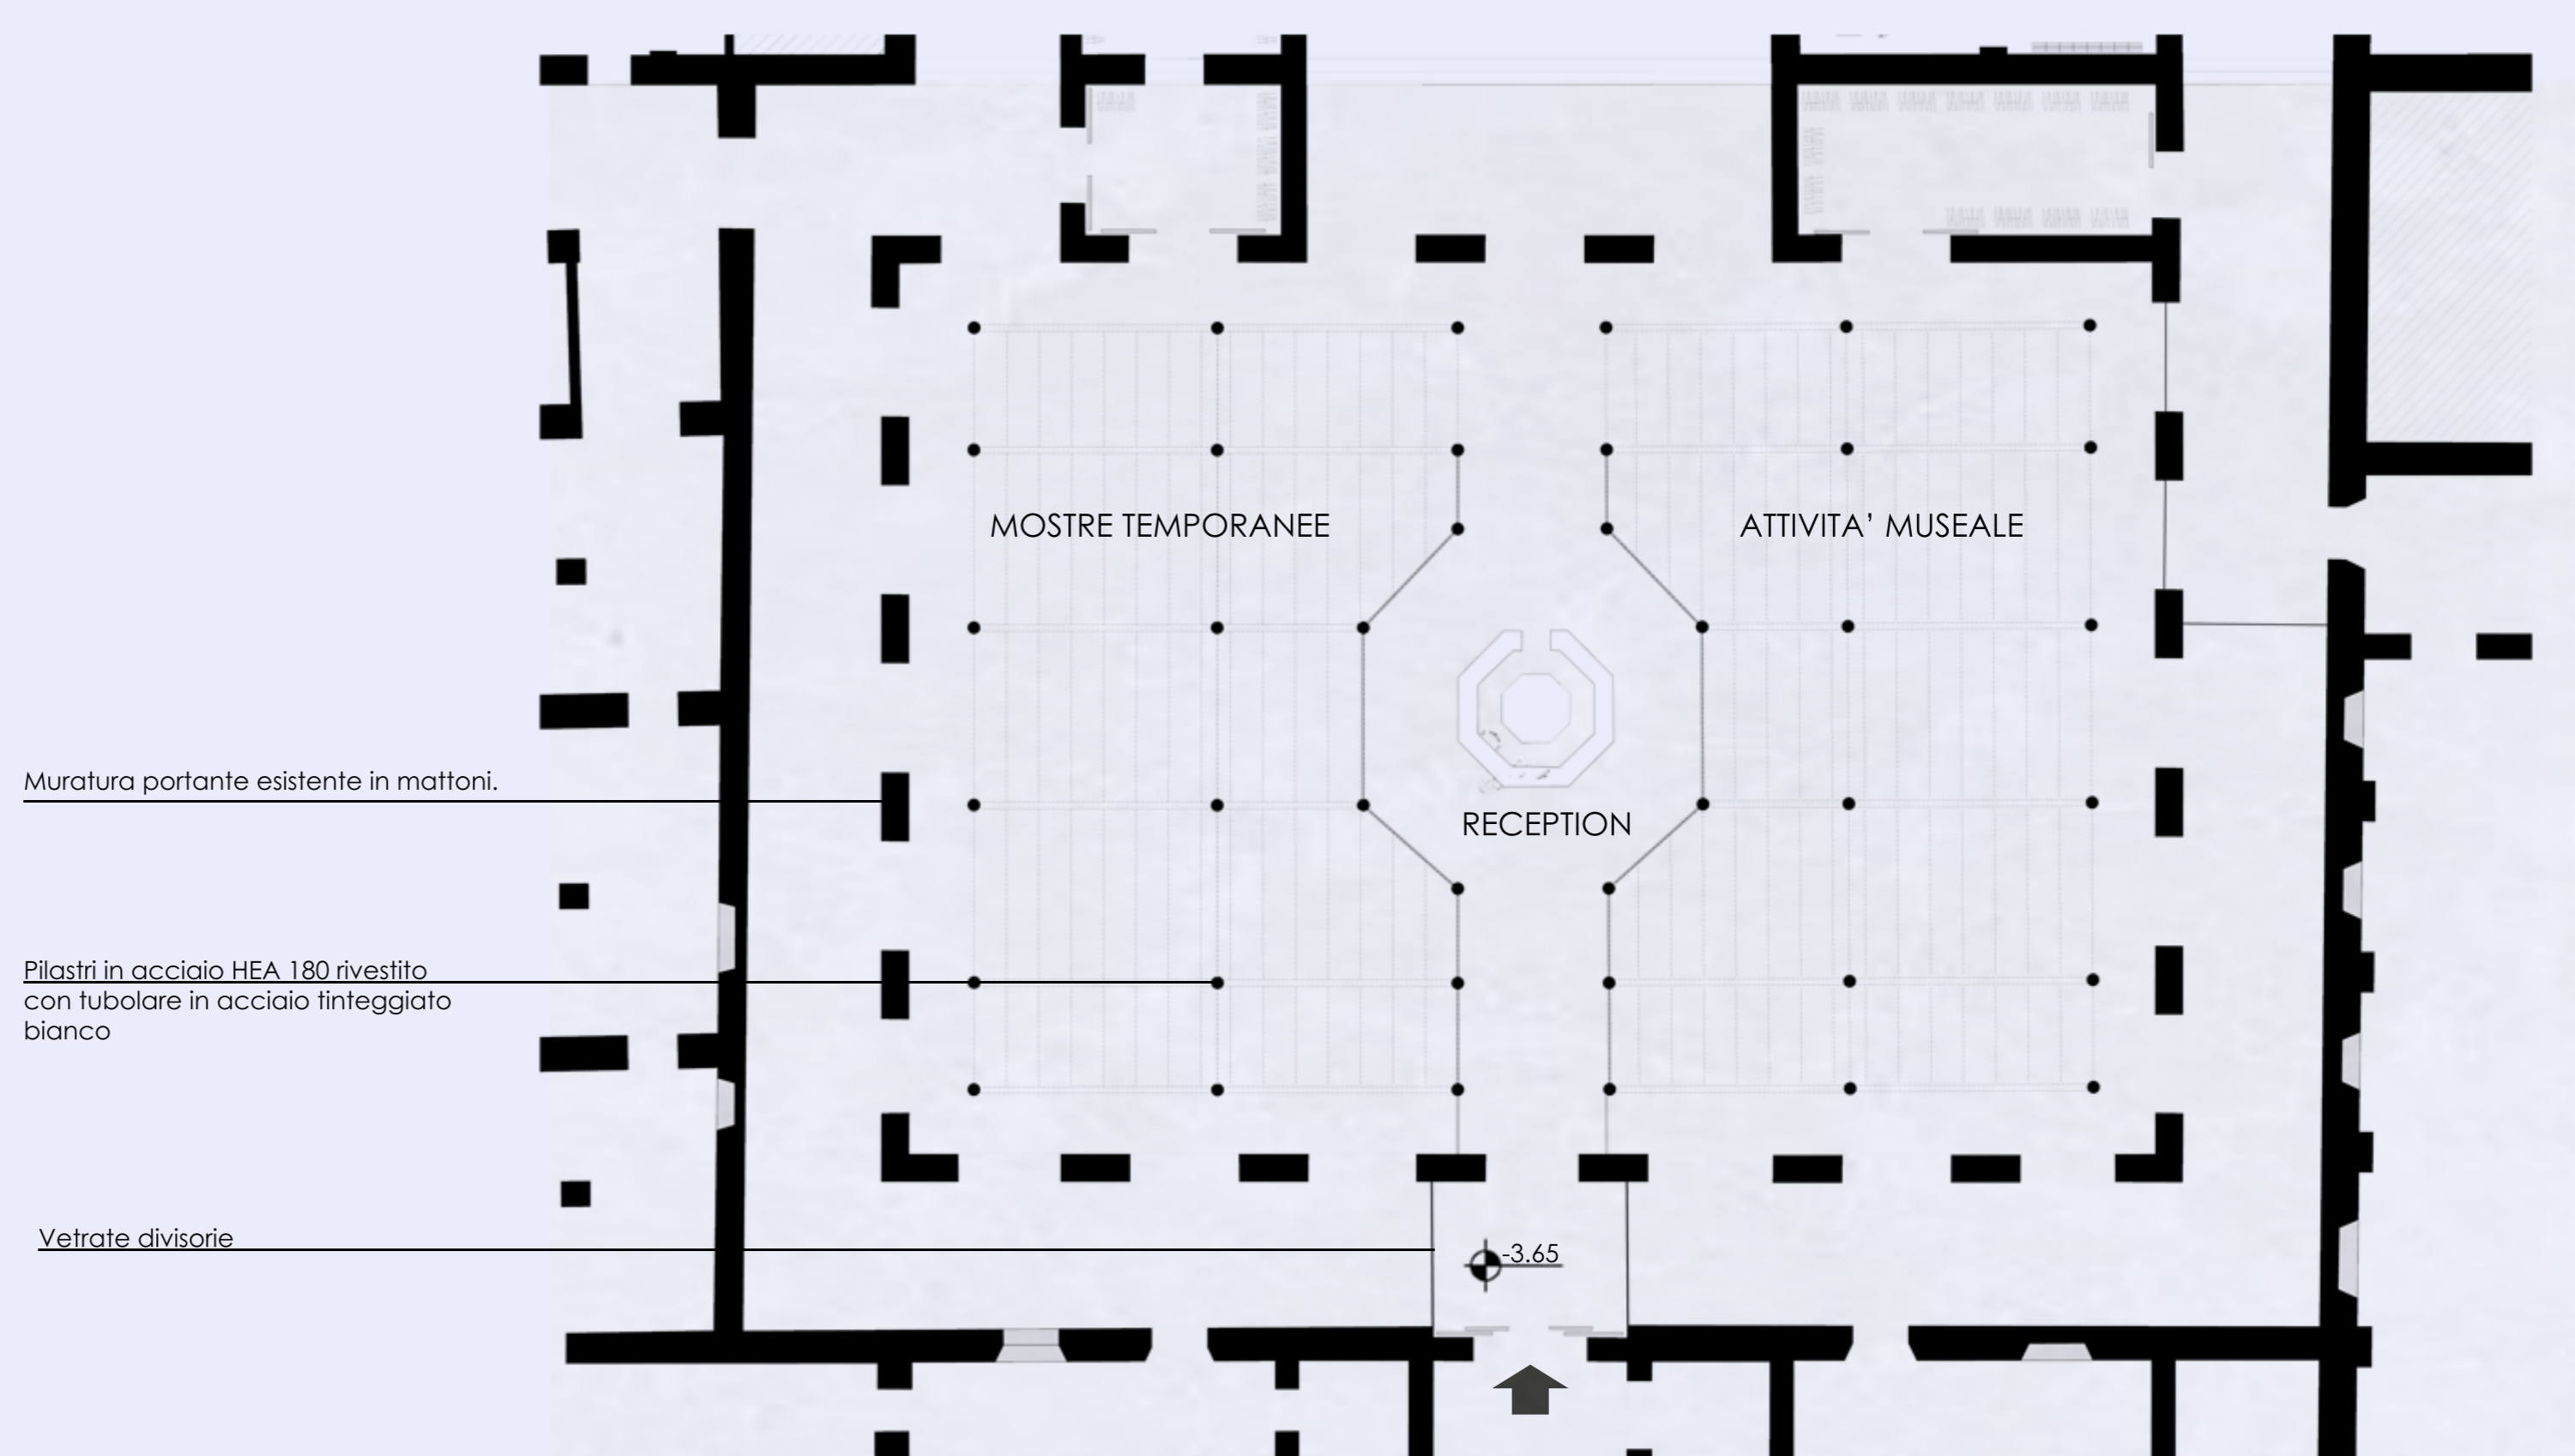 MOSTRE TEMPORANEE
ATTIVITA’ MUSEALE
Muratura portante esistente in mattoni.
RECEPTION
Pilastri in acciaio HEA 180 rivestito
con tubolare in acciaio tinteggiato
bianco
Vetrate divisorie
-3.65